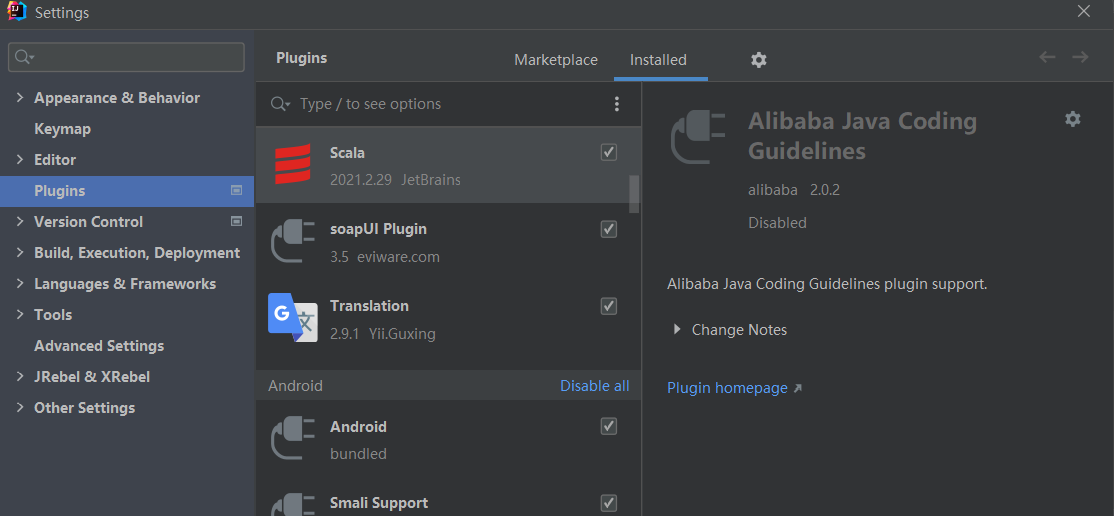 Settings
Appearance & Behavior
Keymap
Editor
Plugins
Version Control
Build, Execution, Deployment
Languages & Frameworks
Tools
Advanced Settings
JRebel & XRebel
Other Settings
Plugins
Marketplace
Installed
Type / to see options
Scala
2021.2.29 JetBrains
soapUI Plugin
3.5 eviware.com
Translation
2.9.1 Yii.Guxing
Android
Disable all
Android
bundled
Smali Support
Alibaba Java Coding
Guidelines
alibaba 2.0.2
Disabled
Alibaba Java Coding Guidelines plugin support.
Change Notes
Plugin homepage